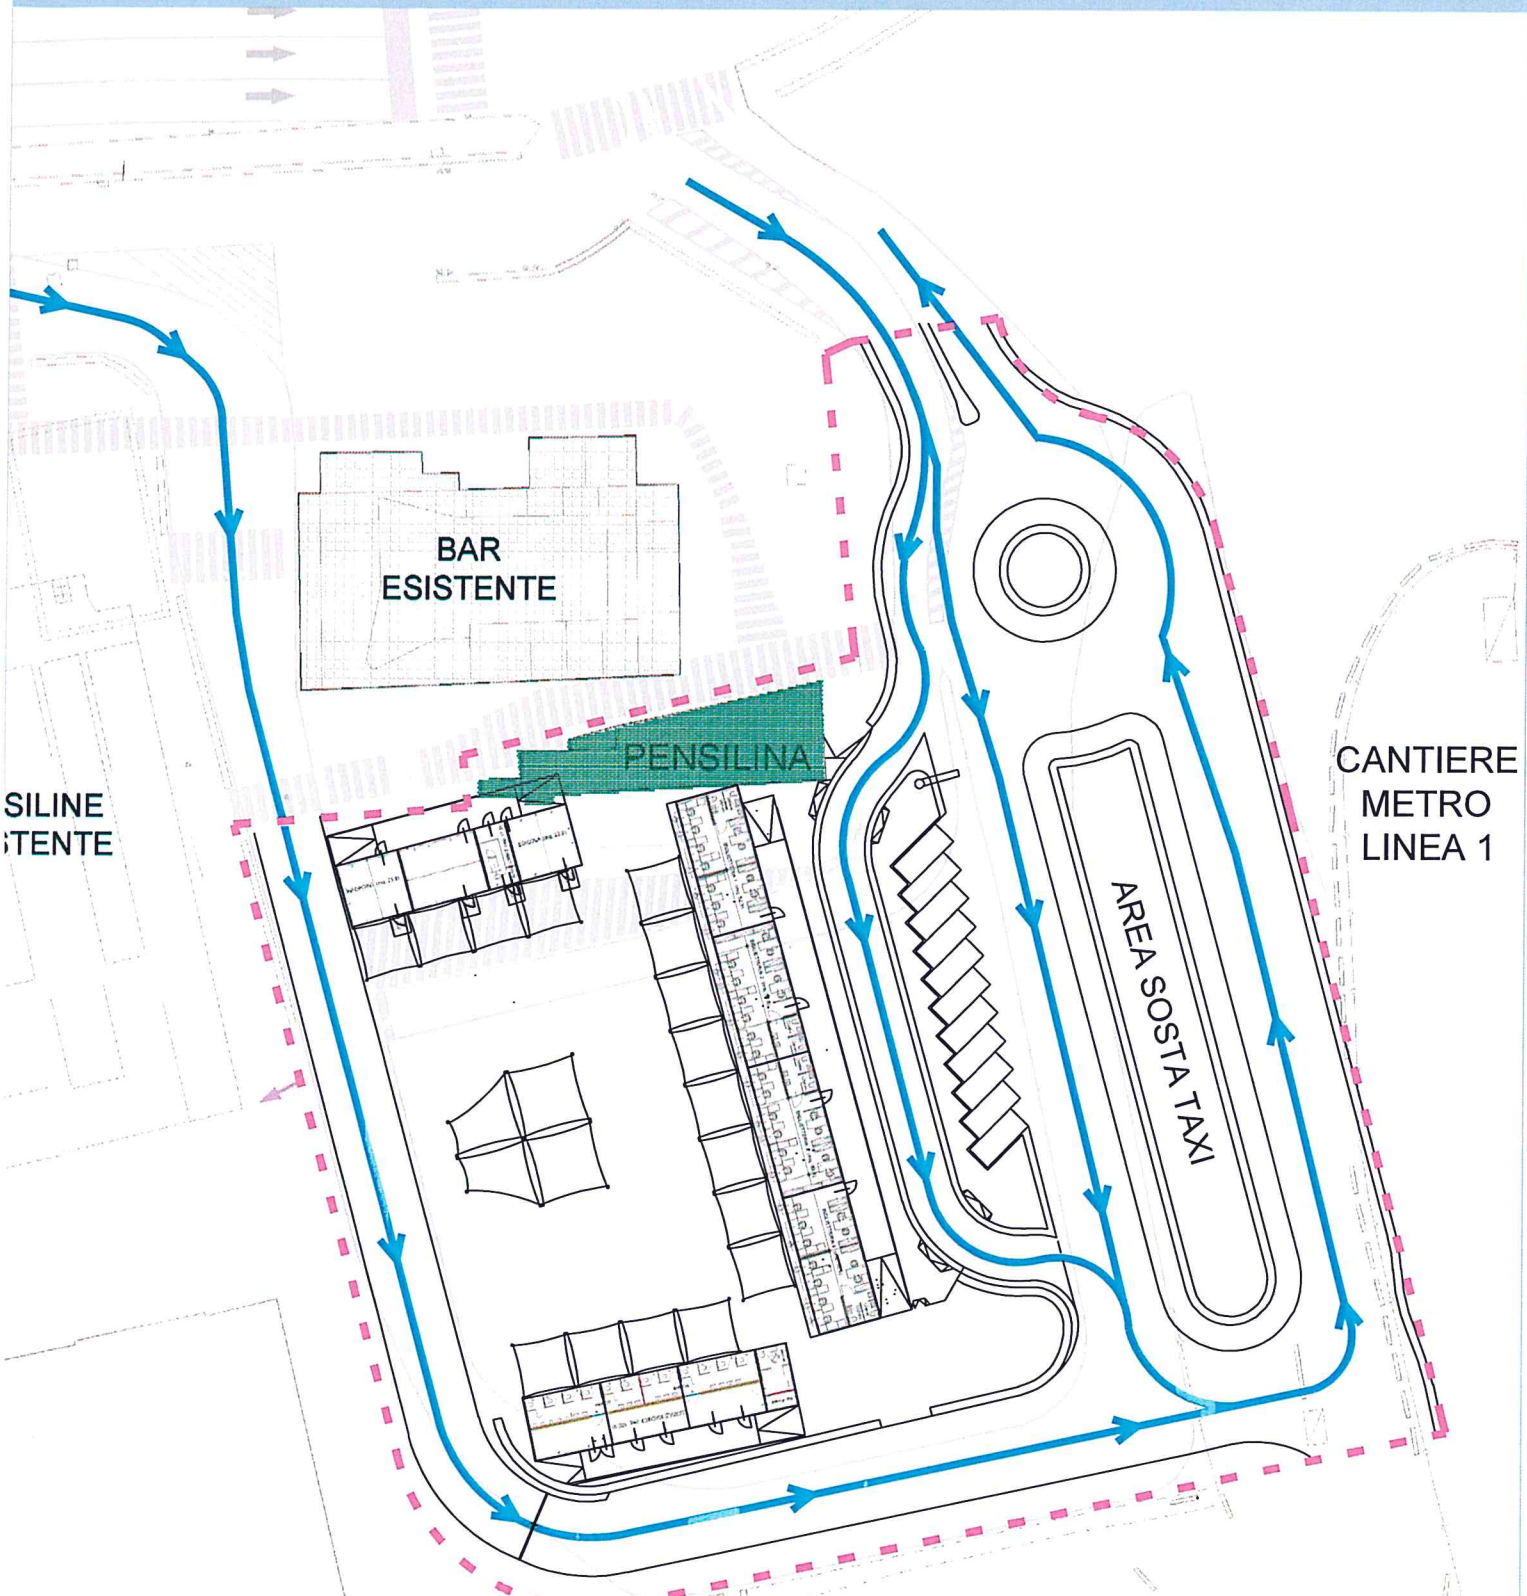 BAR
ESISTENTE
PENSILINA
SILINE
STENTE
CANTIERE
METRO
LINEA 1
AREA SOSTA TAXI